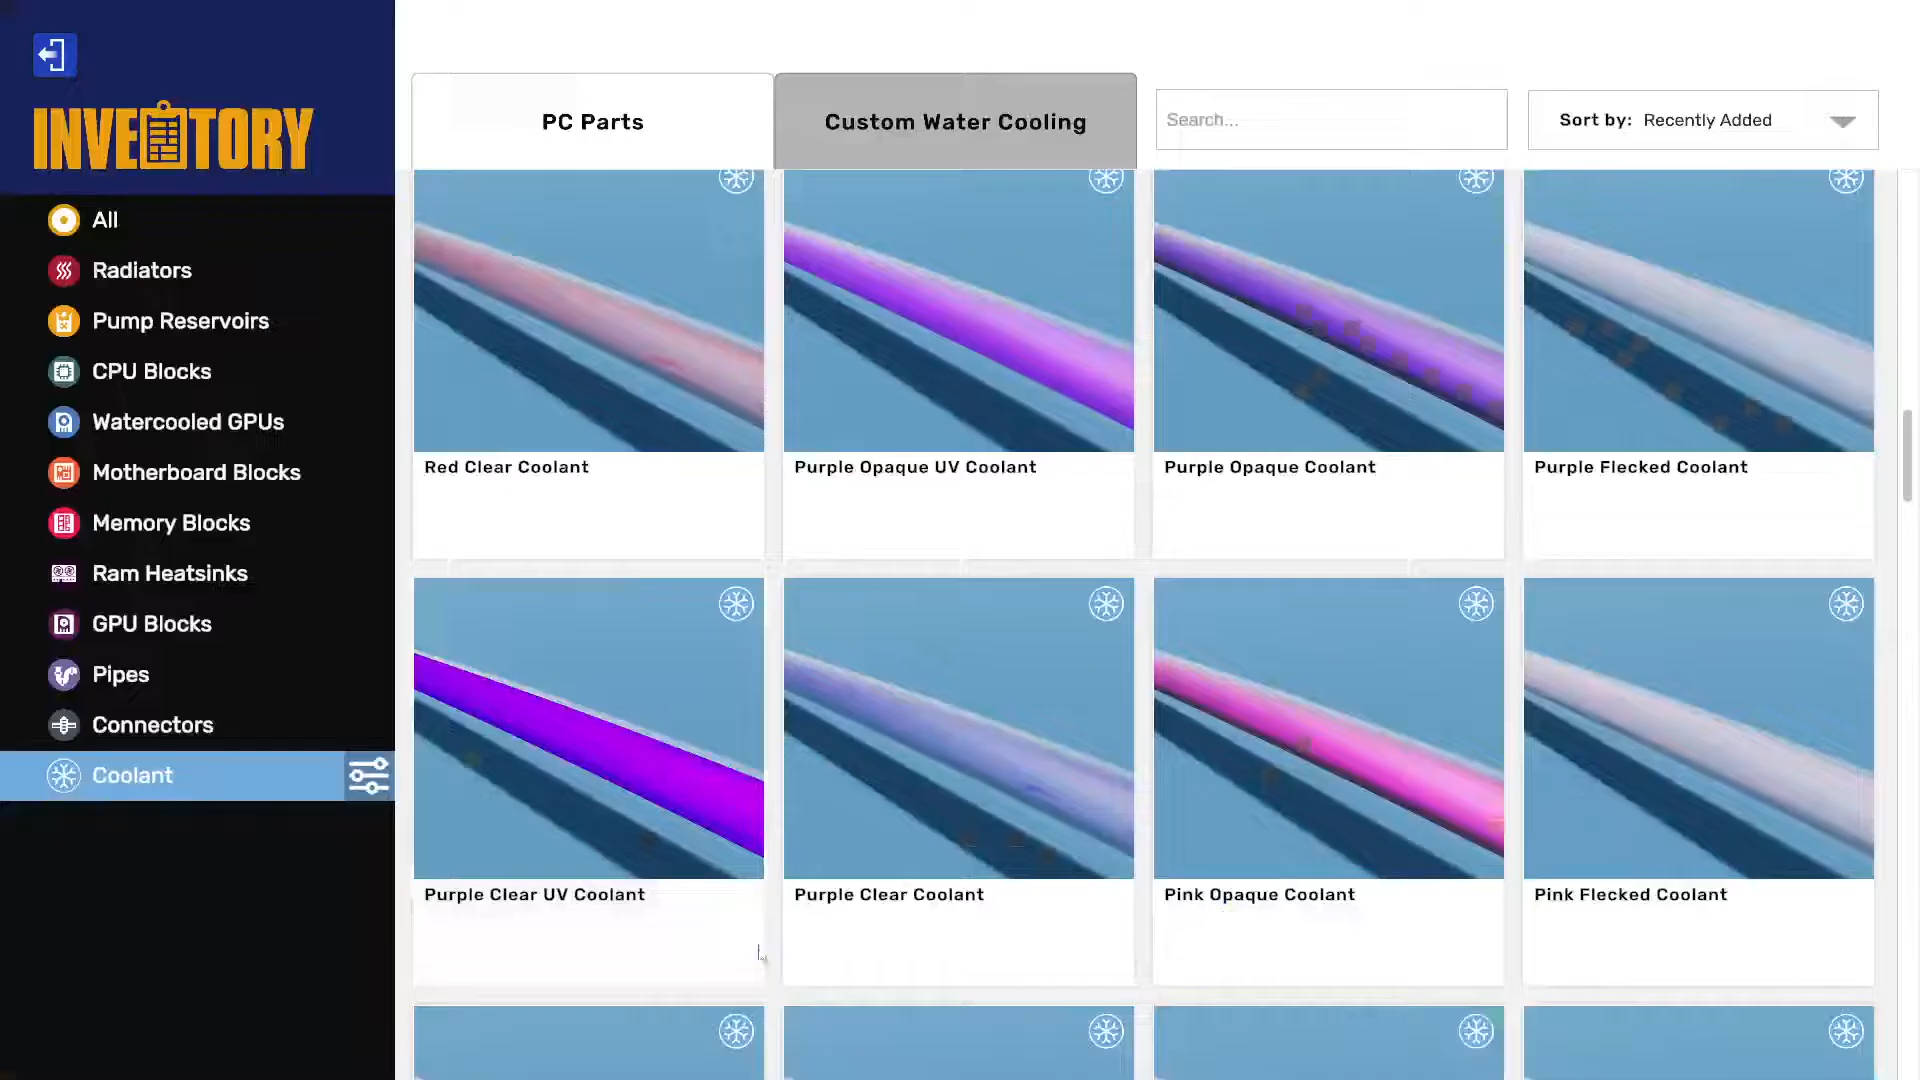 INVENTORY
All
Radiators
Pump Reservoirs
CPU Blocks
Watercooled GPUs
Motherboard Blocks
Memory Blocks
Ram Heatsinks
GPU Blocks
Pipes
Connectors
Coolant
PC Parts
Custom Water Cooling
Search...
Sort by: Recently Added
Red Clear Coolant
Purple Opaque UV Coolant
Purple Opaque Coolant
Purple Flecked Coolant
Purple Clear UV Coolant
Purple Clear Coolant
Pink Opaque Coolant
Pink Flecked Coolant